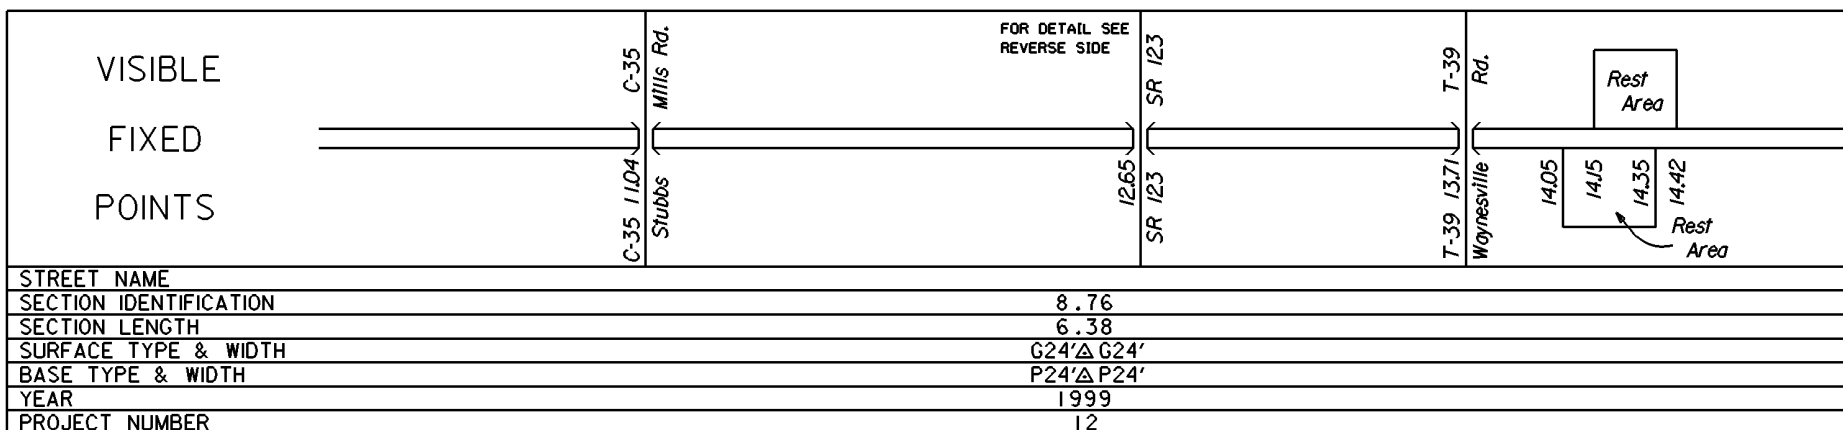 VISIBLE
FIXED
POINTS
C-35
Mills Rd.
C-35 11.04
Stubbs
FOR DETAIL SEE
REVERSE SIDE
SR 123
12.65
SR 123
T-39
Rd.
T-39 13.71
Waynesville
Rest
Area
14.05
14.15
14.35
14.42
Rest
Area
STREET NAME
SECTION IDENTIFICATION 8.76
SECTION LENGTH 6.38
SURFACE TYPE & WIDTH G24'△G24'
BASE TYPE & WIDTH P24'△P24'
YEAR 1999
PROJECT NUMBER 12